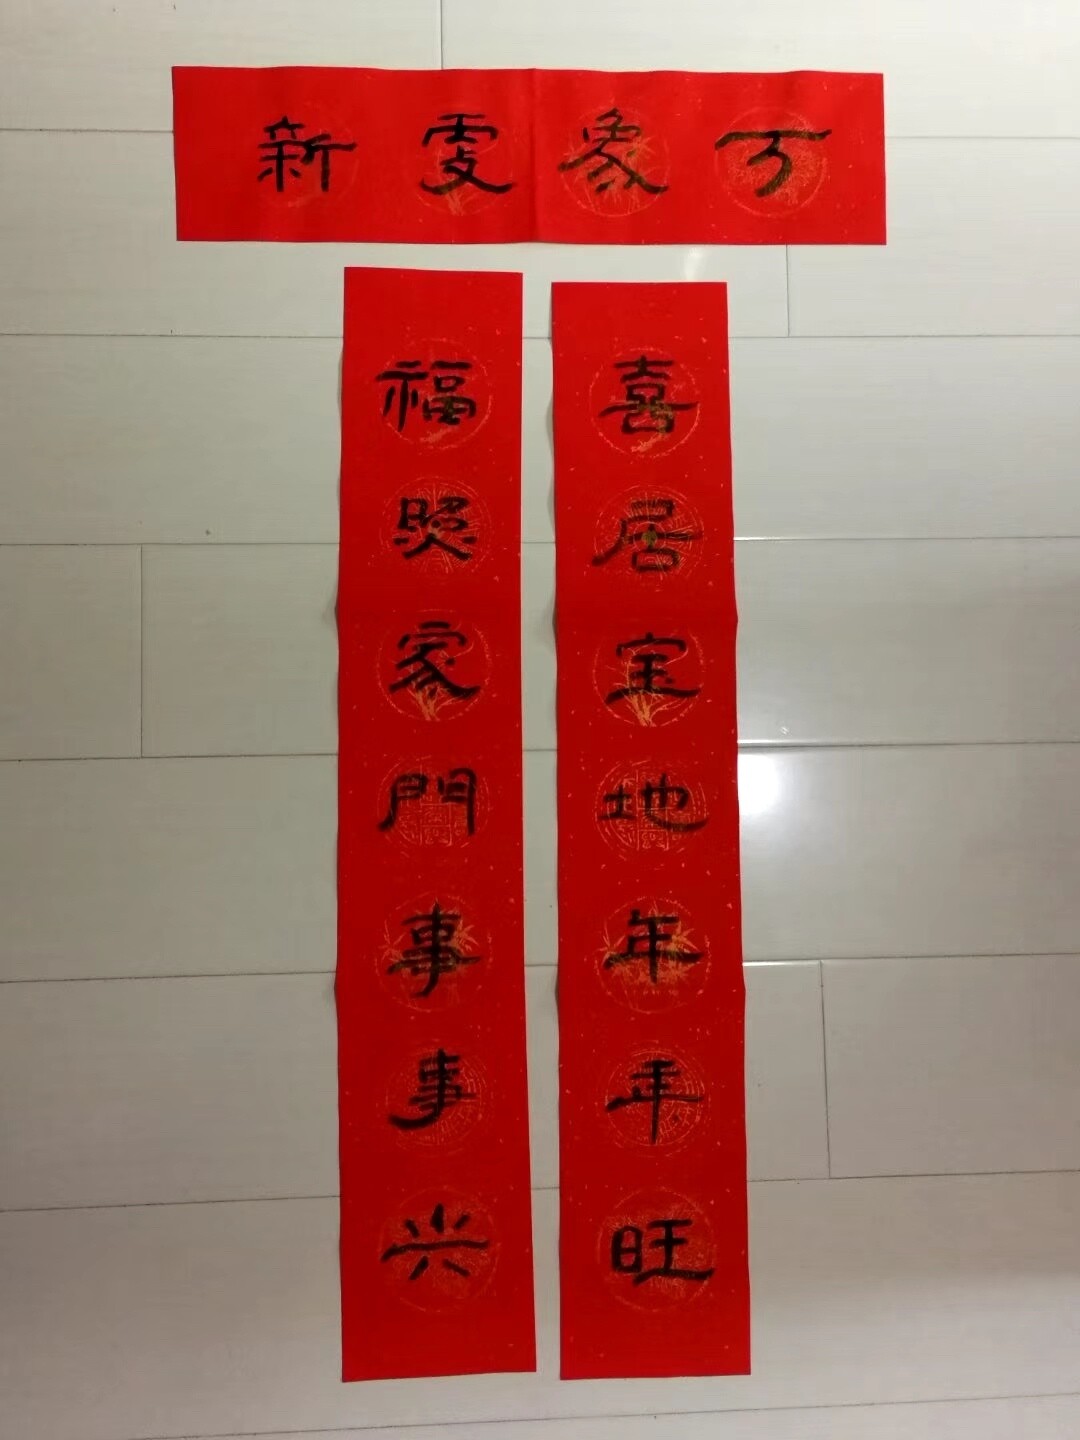 万象更新
喜居宝地年年旺
福照家門事事兴